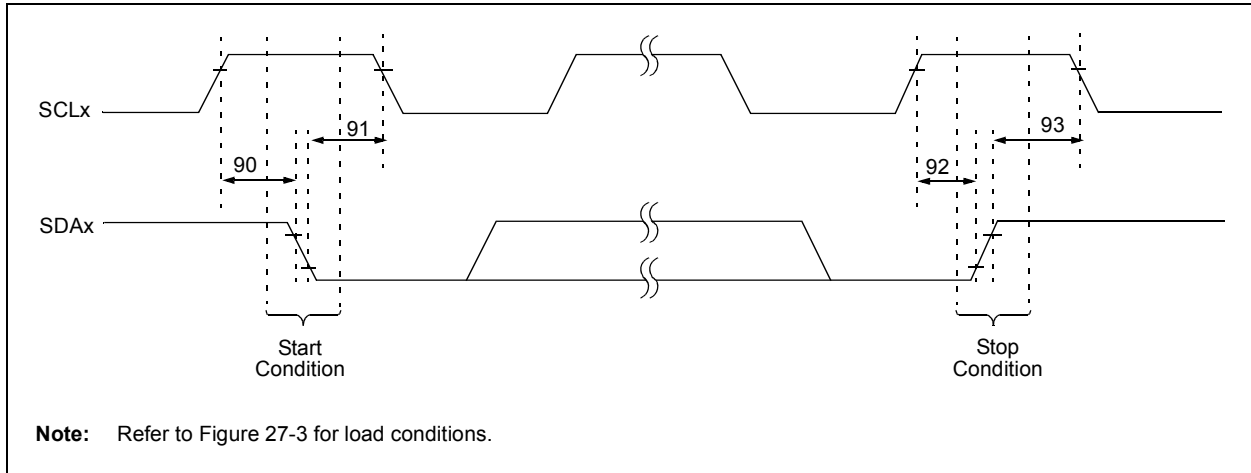 SCLx
91
93
90
92
SDAx
Start
Condition
Stop
Condition
Note: Refer to Figure 27-3 for load conditions.